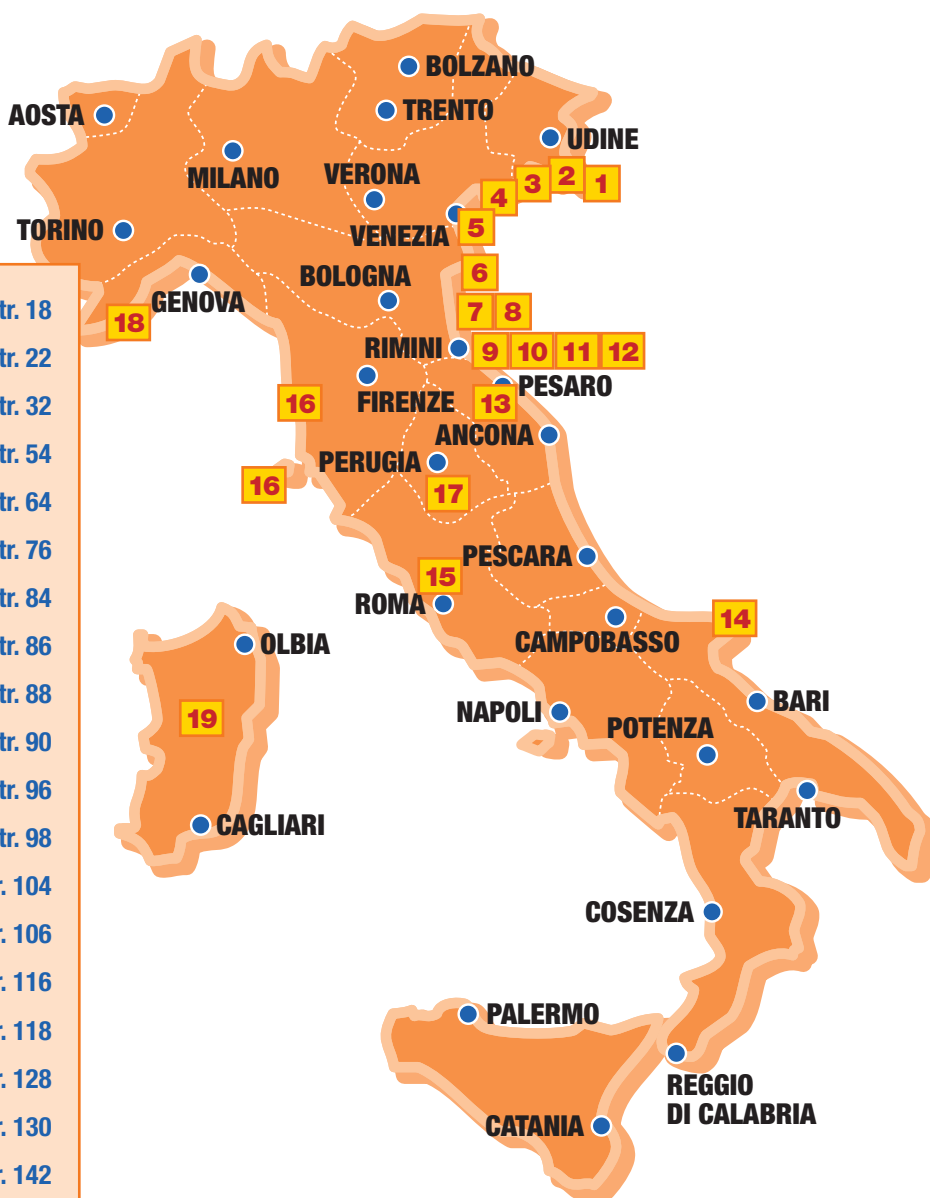 BOLZANO
AOSTA
TRENTO
UDINE
MILANO
VERONA
4 3 2 1
TORINO
VENEZIA 5
BOLOGNA 6
GENOVA
18
7 8
RIMINI 9 10 11 12
PESARO
16 FIRENZE 13
ANCONA
PERUGIA
16 17
PESCARA
15
ROMA
14
CAMPOBASSO
OLBIA
BARI
NAPOLI
19
POTENZA
TARANTO
CAGLIARI
COSENZA
PALERMO
REGGIO
DI CALABRIA
CATANIA
tr. 18
tr. 22
tr. 32
tr. 54
tr. 64
tr. 76
tr. 84
tr. 86
tr. 88
tr. 90
tr. 96
tr. 98
r. 104
r. 106
r. 116
r. 118
r. 128
r. 130
r. 142